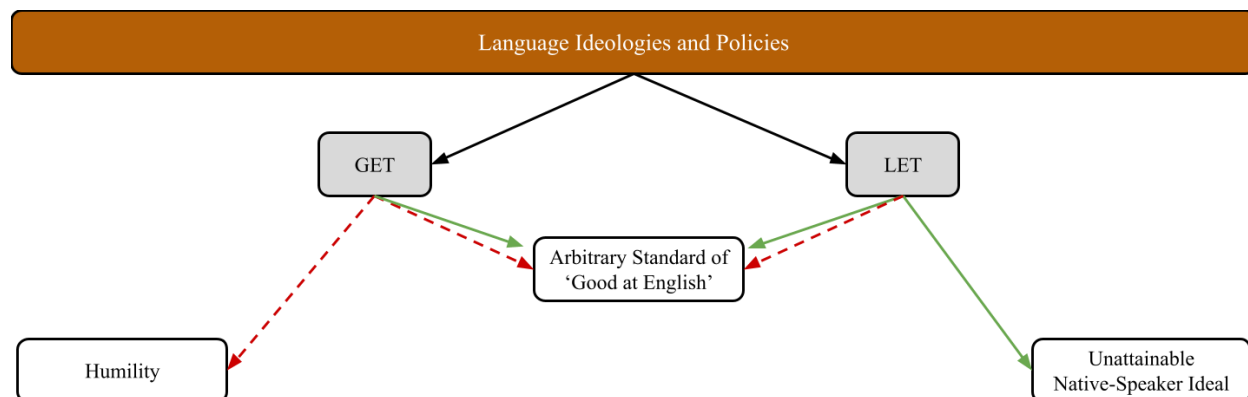 Language Ideologies and Policies
GET
LET
Arbitrary Standard of
‘Good at English’
Humility
Unattainable
Native-Speaker Ideal